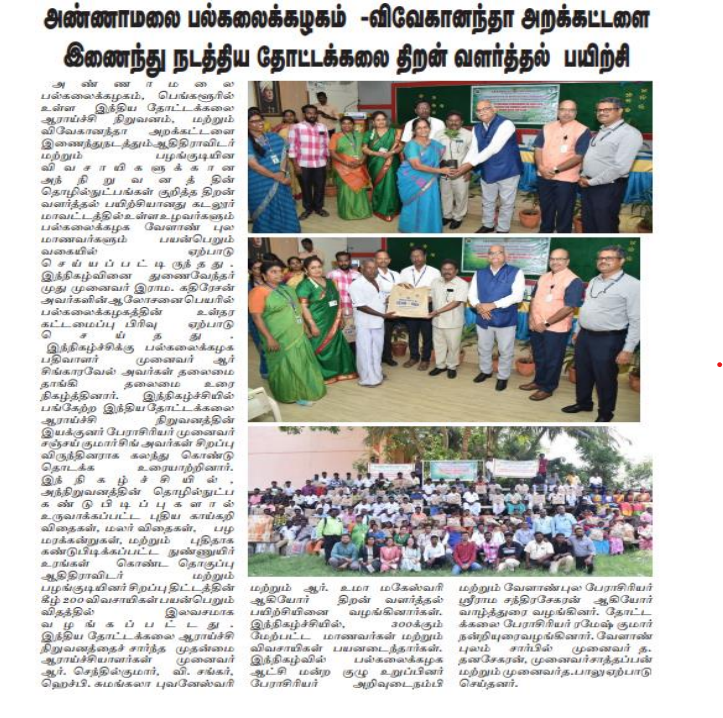 அண்ணாமலை பல்கலைக்கழகம் -விவேகானந்தா அறக்கட்டளை
இணைந்து நடத்திய தோட்டக்கலை திறன் வளர்த்தல் பயிற்சி
அண்ணாமலை
பல்கலைக்கழகம், பெங்களூரில்
உள்ள இந்திய தோட்டக்கலை
ஆராய்ச்சி நிறுவனம், மற்றும்
விவேகானந்தா அறக்கட்டளை
இணைந்துநடத்தும்ஆதிதிராவிடர்
மற்றும் பழங்குடியின
விவசாயிகளுக்கான
அந்நிறுவனத்தின்
தொழில்நுட்பங்கள் குறித்த திறன்
வளர்த்தல் பயிற்சியானது கடலூர்
மாவட்டத்தில்உள்ளஉழவர்களும்
பல்கலைக்கழக வேளாண் புல
மாணவர்களும் பயன்பெறும்
வகையில் ஏற்பாடு
செய்யப்பட்டிருந்தது.
இந்நிகழ்வினை துணைவேந்தர்
முது முனைவர் இராம. கதிரேசன்
அவர்களின்ஆலோசனைபெயரில்
பல்கலைக்கழகத்தின் உள்தர
கட்டமைப்பு பிரிவு ஏற்பாடு
செய்தது.
இந்நிகழ்ச்சிக்கு பல்கலைக்கழக
பதிவாளர் முனைவர் ஆர்
சிங்காரவேல் அவர்கள் தலைமை
தாங்கி தலைமை உரை
நிகழ்த்தினார். இந்நிகழ்ச்சியில்
பங்கேற்ற இந்தியதோட்டக்கலை
ஆராய்ச்சி நிறுவனத்தின்
இயக்குனர் பேராசிரியர் முனைவர்
சஞ்சய் குமார்சிங் அவர்கள் சிறப்பு
விருந்தினராக கலந்து கொண்டு
தொடக்க உரையாற்றினார்.
இந்நிகழ்ச்சியில்,
அந்நிறுவனத்தின் தொழில்நுட்ப
கண்டுபிடிப்புகளால்
உருவாக்கப்பட்ட புதிய காய்கறி
விதைகள், மலர் விதைகள், பழ
மரக்கன்றுகள், மற்றும் புதிதாக
கண்டுபிடிக்கப்பட்ட நுண்ணுயிர்
உரங்கள் கொண்ட தொகுப்பு
ஆதிதிராவிடர் மற்றும்
பழங்குடியினர் சிறப்பு திட்டத்தின்
கீழ் 200 விவசாயிகள் பயன்பெறும்
விதத்தில் இலவசமாக
வழங்கப்பட்டது.
இந்திய தோட்டக்கலை ஆராய்ச்சி
நிறுவனத்தைச் சார்ந்த முதன்மை
ஆராய்ச்சியாளர்கள் முனைவர்
ஆர். செந்தில்குமார், வி. சங்கர்,
ஹெச்பி. சுமங்கலா புவனேஸ்வரி
மற்றும் ஆர். உமா மகேஸ்வரி
ஆகியோர் திறன் வளர்த்தல்
பயிற்சியினை வழங்கினார்கள்.
இந்நிகழ்ச்சியில், 300க்கும்
மேற்பட்ட மாணவர்கள் மற்றும்
விவசாயிகள் பயனடைந்தார்கள்.
இந்நிகழ்வில் பல்கலைக்கழக
ஆட்சி மன்ற குழு உறுப்பினர்
பேராசிரியர் அறிவுடைநம்பி
மற்றும் வேளாண்புல பேராசிரியர்
ஸ்ரீராம சந்திரசேகரன் ஆகியோர்
வாழ்த்துரை வழங்கினர். தோட்டக்கலை
பேராசிரியர் ரமேஷ் குமார்
நன்றியுரைவழங்கினார். வேளாண்
புலம் சார்பில் முனைவர் த.
தனசேகரன், முனைவர்சாத்தப்பன்
மற்றும் முனைவர்த.பாலு ஏற்பாடு
செய்தனர்.